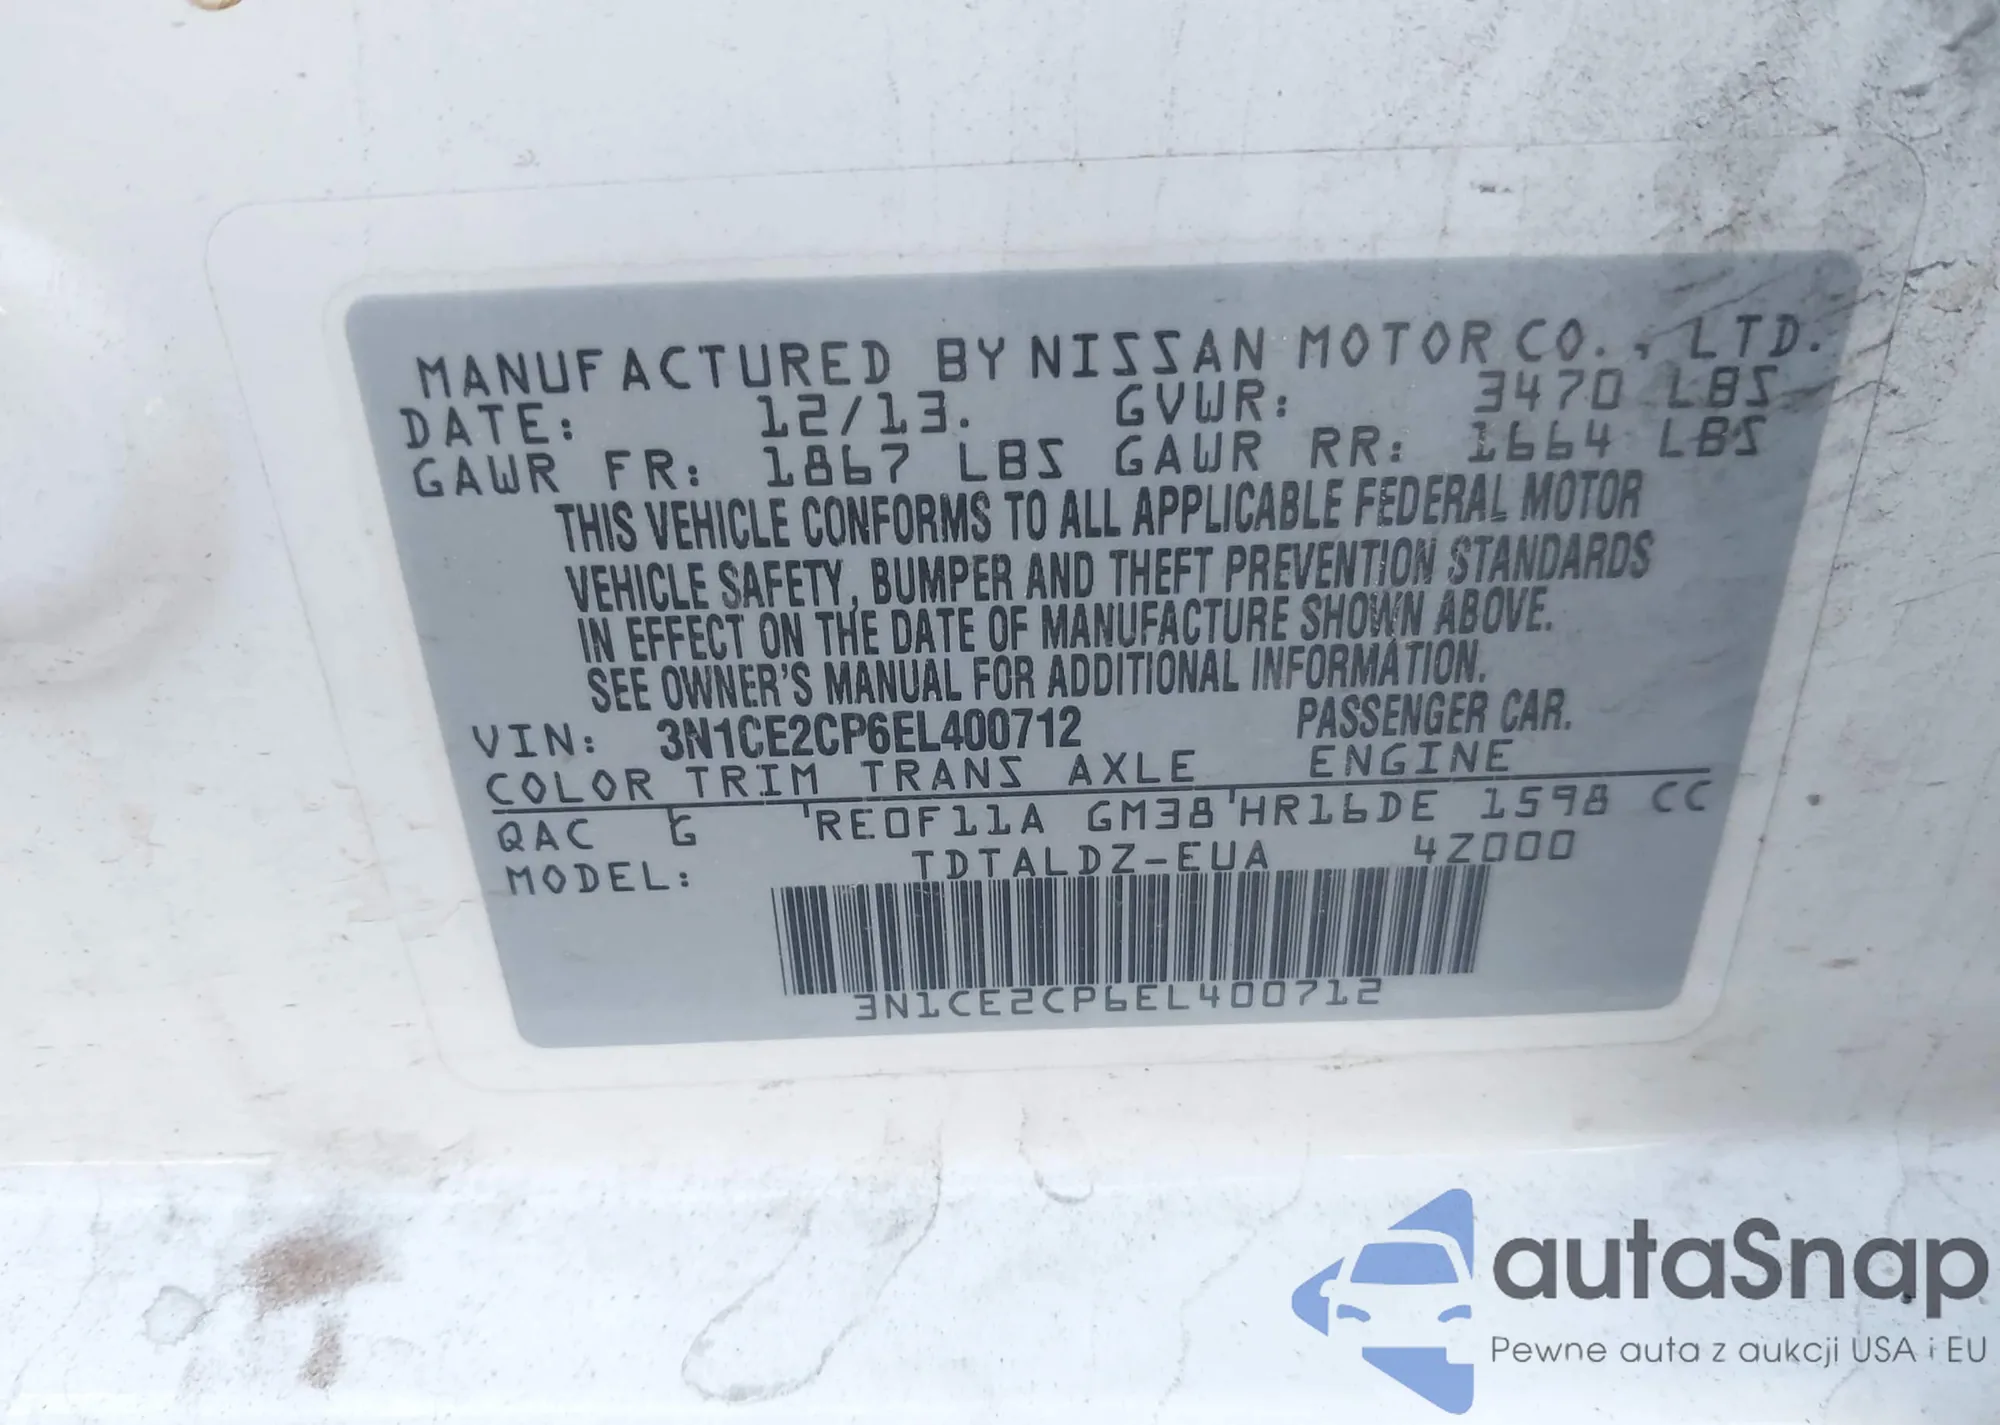 MANUFACTURED BY NISSAN MOTOR CO., LTD.
DATE: 12/13. GVWR: 3470 LBS
GAWR FR: 1867 LBS GAWR RR: 1664 LBS
THIS VEHICLE CONFORMS TO ALL APPLICABLE FEDERAL MOTOR
VEHICLE SAFETY, BUMPER AND THEFT PREVENTION STANDARDS
IN EFFECT ON THE DATE OF MANUFACTURE SHOWN ABOVE.
SEE OWNER'S MANUAL FOR ADDITIONAL INFORMATION.
VIN: 3N1CE2CP6EL400712 PASSENGER CAR.
COLOR TRIM TRANS AXLE ENGINE
QAC G 'RE0F11A GM38'HR16DE 1598 CC
MODEL: TDTALDZ-EUA 4Z000
3N1CE2CP6EL400712
autaSnap
Pewne auta z aukcji USA i EU